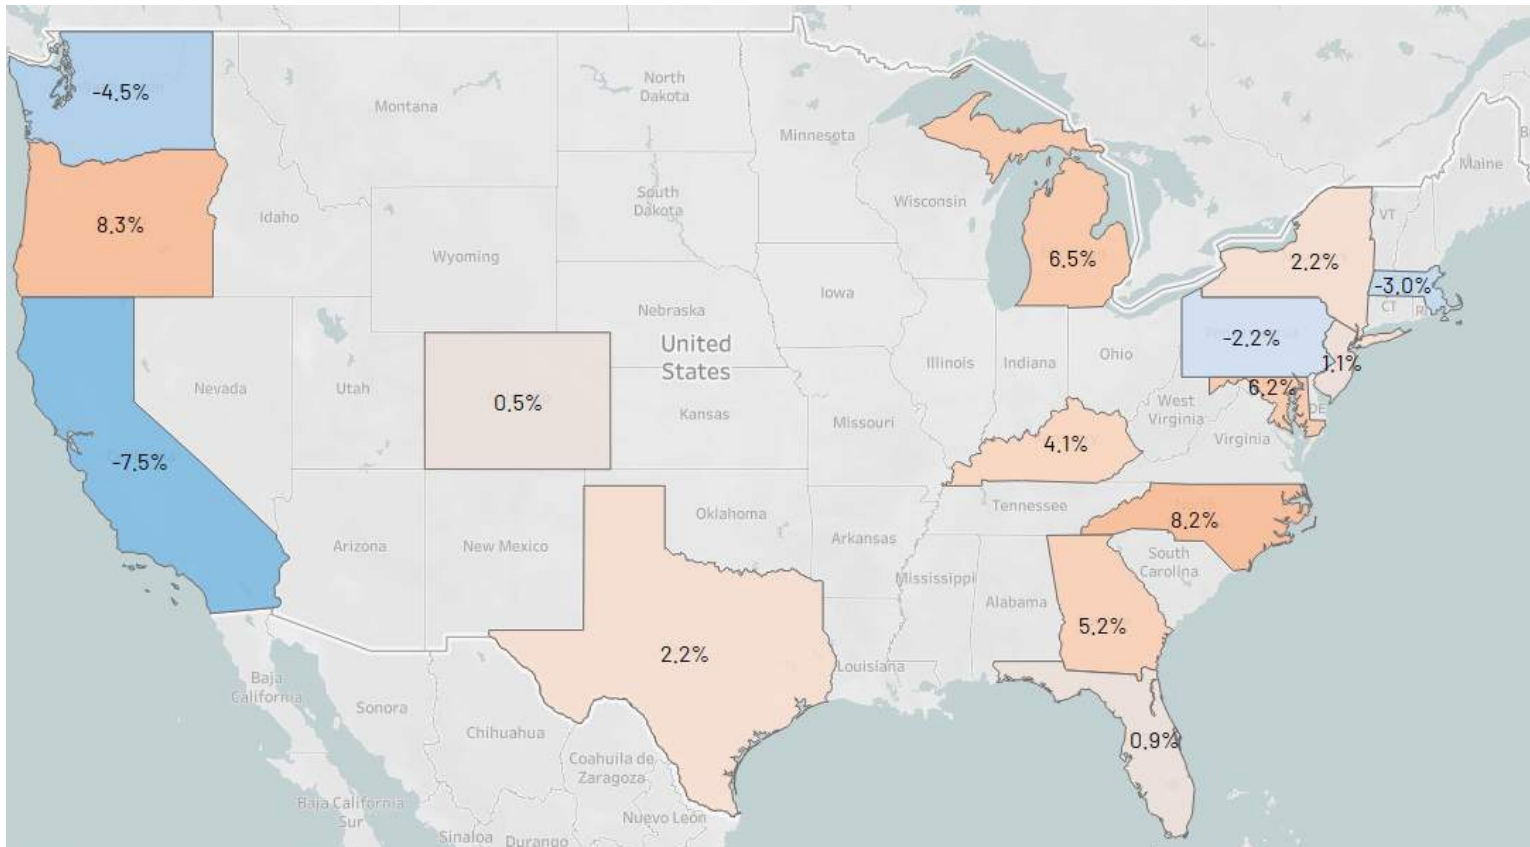 North
Dakota
-4.5%
Montana
Minnesota
Maine
South
Dakota
Wisconsin
VT
8.3%
Idaho
Wyoming
6.5%
2.2%
-3.0%
Iowa
CT
Nebraska
United
States
-2.2%
Illinois
Indiana
Ohio
1.1%
Nevada
Utah
6.2%
0.5%
Kansas
West
Virginia
DE
Missouri
Virginia
4.1%
-7.5%
Oklahoma
Tennessee
8.2%
Arizona
New Mexico
Arkansas
South
Carolina
Mississippi
Alabama
5.2%
2.2%
Louisiana
Baja
California
Sonora
Chihuahua
0.9%
Coahuila de
Zaragoza
Baja California
Sur
Nuevo León
Sinaloa
Durango